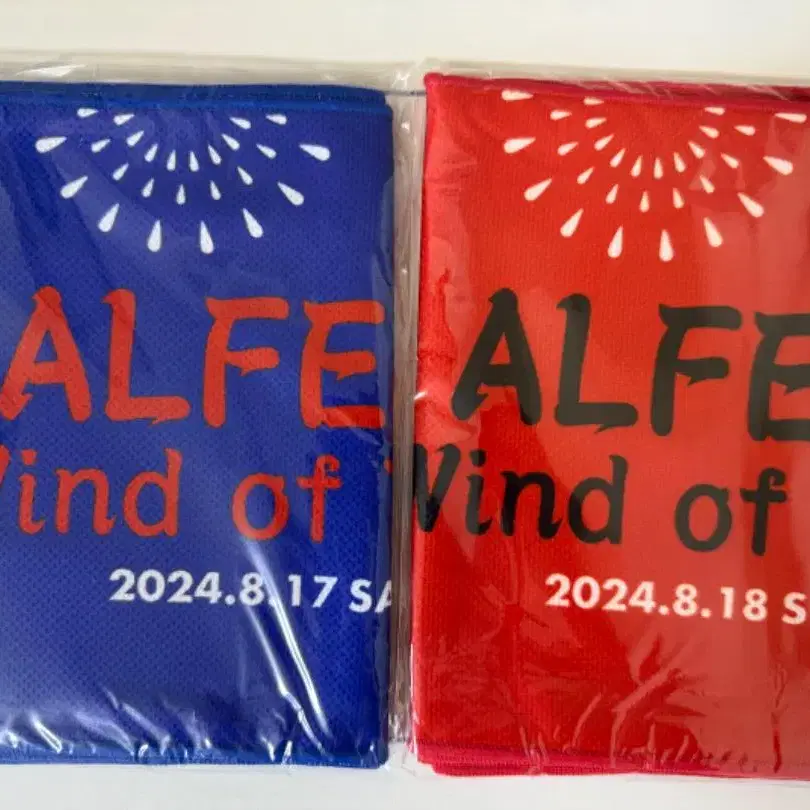 ALFE
Wind of
2024.8.17 SA
ALFE
Wind of
2024.8.18 S